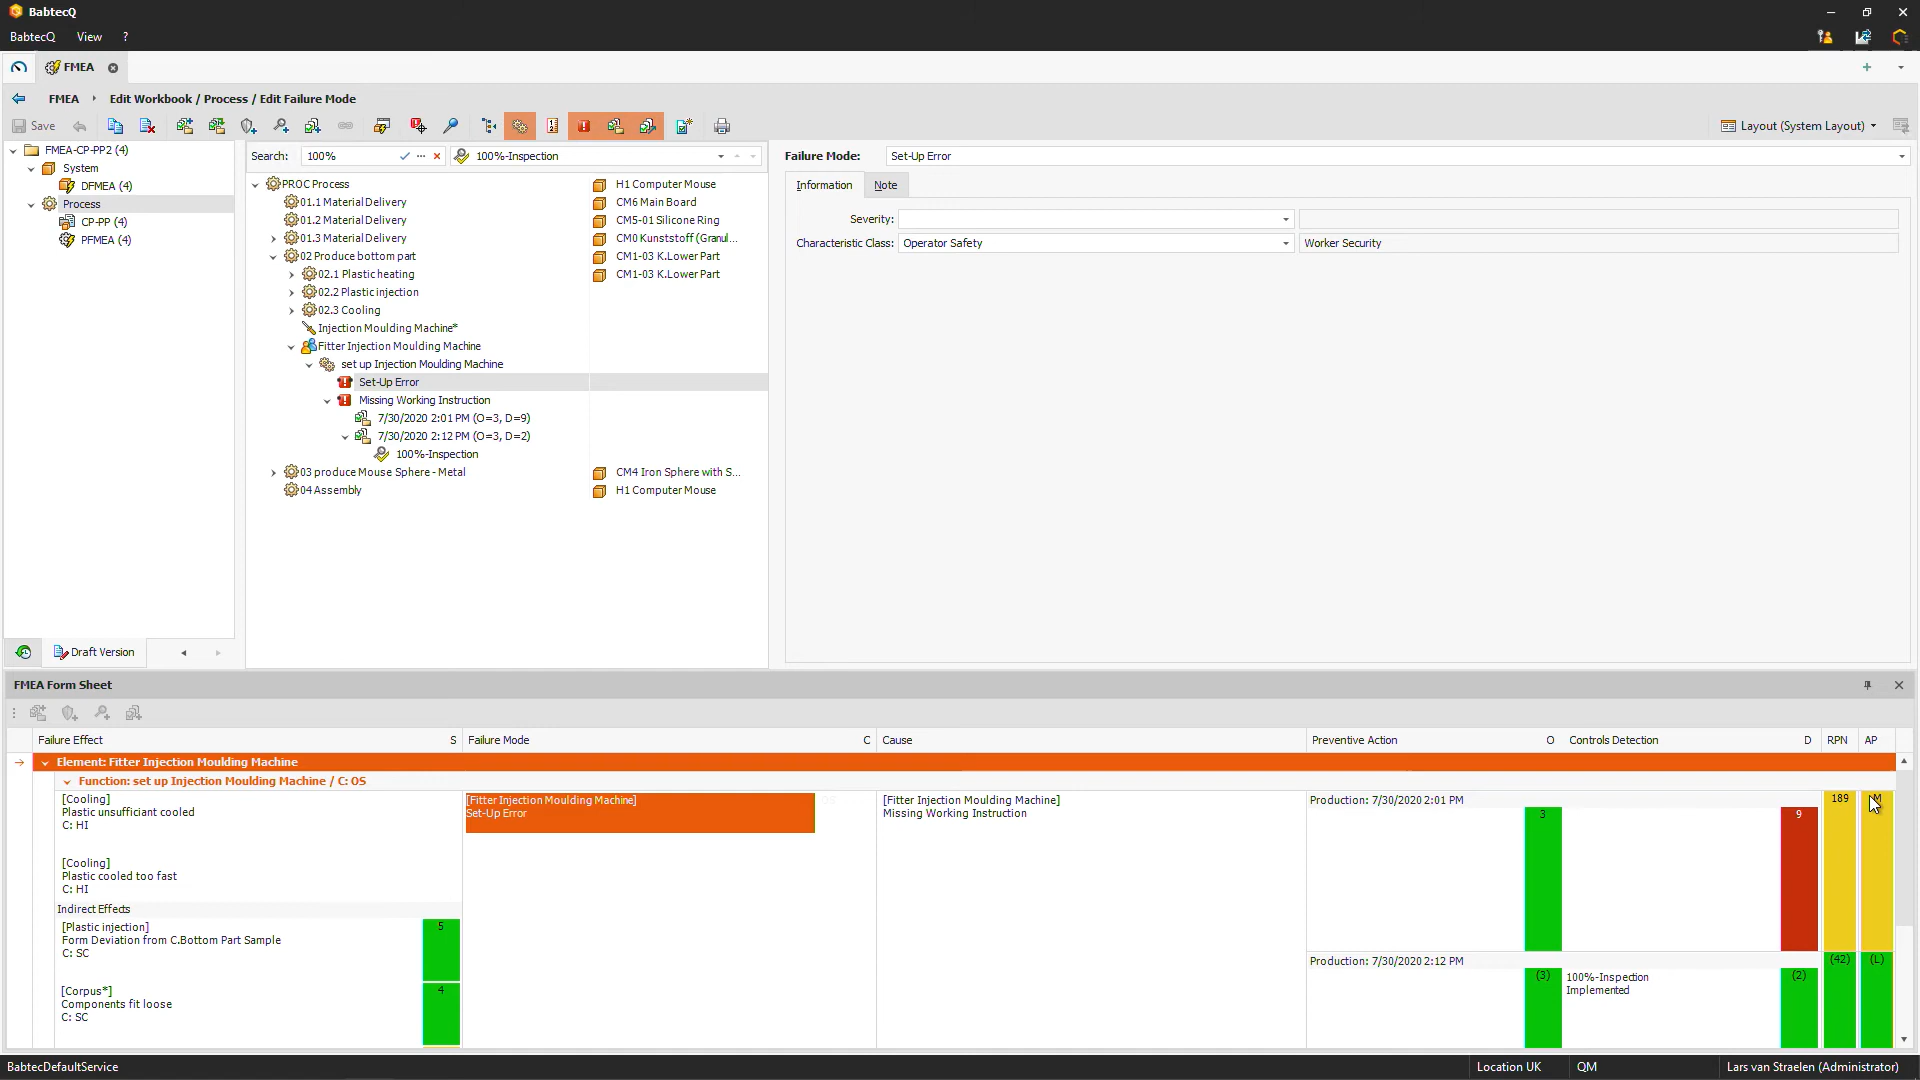 BabtecQ
BabtecQ View ?
FMEA
FMEA Edit Workbook / Process / Edit Failure Mode
Save Layout (System Layout)
FMEA-CP-PP2 (4)
System
DFMEA (4)
Process
CP-PP (4)
PFMEA (4)
Draft Version
Search: 100% 100%-Inspection
PROC Process H1 Computer Mouse
01.1 Material Delivery CM6 Main Board
01.2 Material Delivery CM5-01 Silicone Ring
01.3 Material Delivery CM0 Kunststoff (Granul...
02 Produce bottom part CM1-03 K.Lower Part
02.1 Plastic heating CM1-03 K.Lower Part
02.2 Plastic injection
02.3 Cooling
Injection Moulding Machine*
Fitter Injection Moulding Machine
set up Injection Moulding Machine
Set-Up Error
Missing Working Instruction
7/30/2020 2:01 PM (O=3, D=9)
7/30/2020 2:12 PM (O=3, D=2)
100%-Inspection
03 produce Mouse Sphere - Metal CM4 Iron Sphere with S...
04 Assembly H1 Computer Mouse
Failure Mode: Set-Up Error
Information Note
Severity:
Characteristic Class: Operator Safety Worker Security
FMEA Form Sheet
Failure Effect S Failure Mode C Cause Preventive Action O Controls Detection D RPN AP
Element: Fitter Injection Moulding Machine
Function: set up Injection Moulding Machine / C: OS
[Cooling]
Plastic unsufficient cooled
C: HI
[Cooling]
Plastic cooled too fast
C: HI
Indirect Effects
[Plastic injection] 5
Form Deviation from C.Bottom Part Sample
C: SC
[Corpus*] 4
Components fit loose
C: SC
[Fitter Injection Moulding Machine]
Set-Up Error
OS
[Fitter Injection Moulding Machine]
Missing Working Instruction
Production: 7/30/2020 2:01 PM
3 9 189 M
Production: 7/30/2020 2:12 PM
(3) 100%-Inspection (2) (42) (L)
Implemented
BabtecDefaultService Location UK QM Lars van Straelen (Administrator)